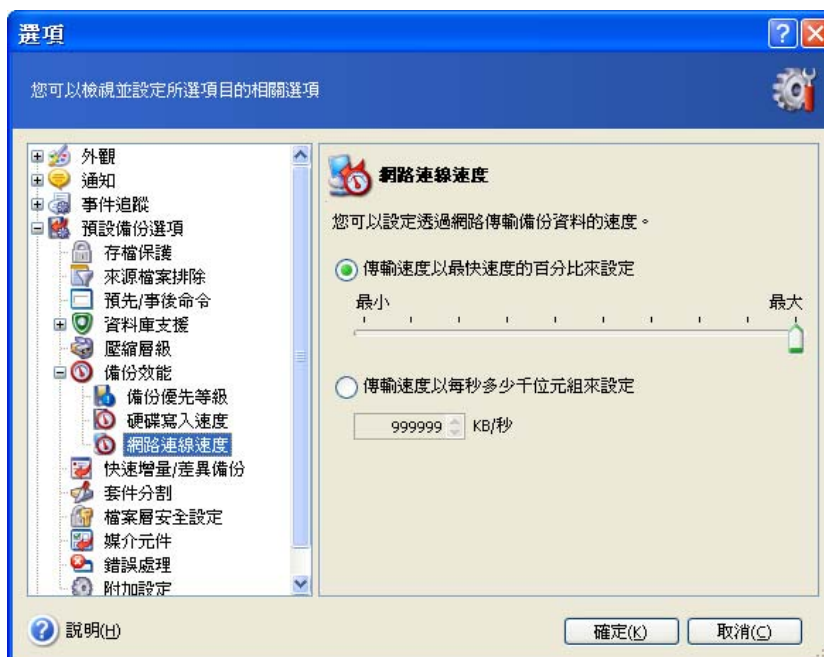 選項
您可以檢視並設定所選項目的相關選項
外觀
通知
事件追蹤
預設備份選項
存檔保護
來源檔案排除
預先/事後命令
資料庫支援
壓縮層級
備份效能
備份優先等級
硬碟寫入速度
網路連線速度
快速增量/差異備份
套件分割
檔案層安全設定
媒介元件
錯誤處理
附加設定
網路連線速度
您可以設定透過網路傳輸備份資料的速度。
傳輸速度以最快速度的百分比來設定
最小 最大
傳輸速度以每秒多少千位元組來設定
999999 KB/秒
說明(H)
確定(K) 取消(C)